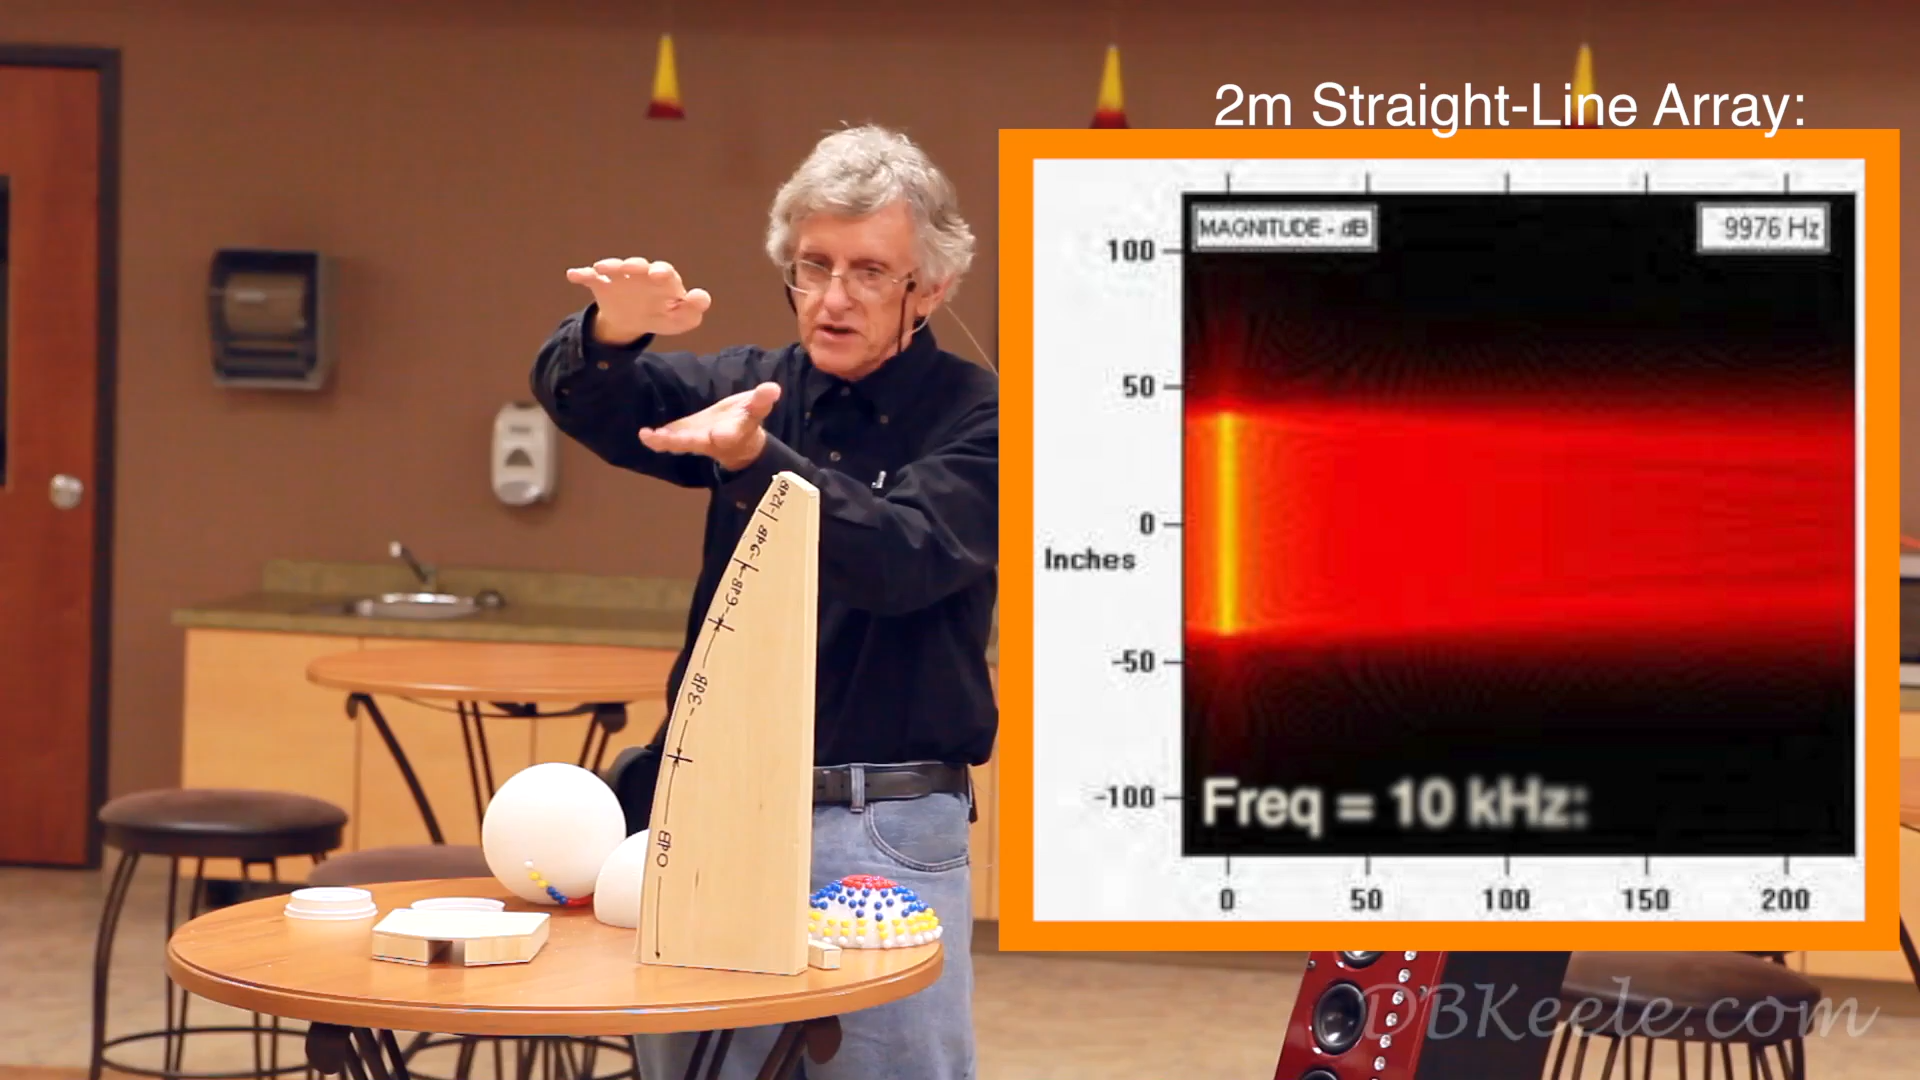 2m Straight-Line Array:
MAGNITUDE - dB
9976 Hz
100
50
0
Inches
-50
-100
Freq = 10 kHz:
0
50
100
150
200
-12dB
-9dB
-6dB
-3dB
0dB
DBKeele.com